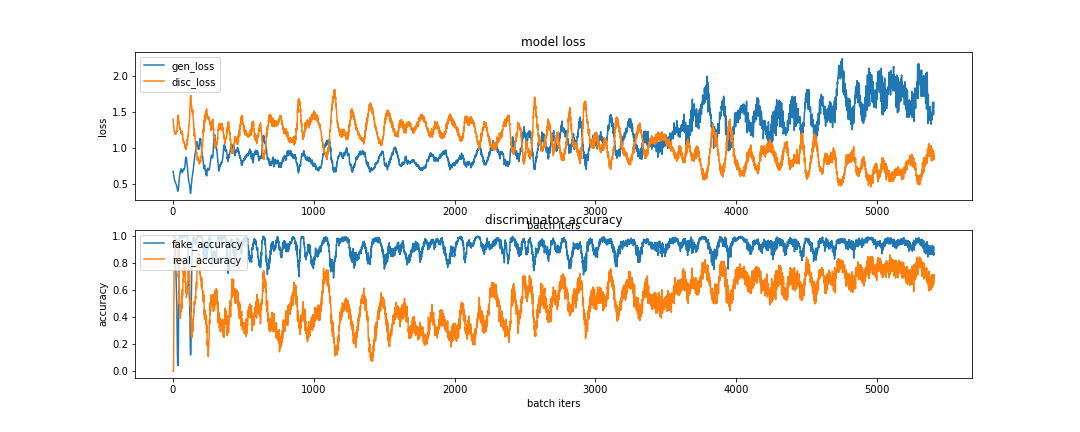 model loss
gen_loss
disc_loss
loss
2.0
1.5
1.0
0.5
0
1000
2000
3000
4000
5000
batch iters
discriminator accuracy
fake_accuracy
real_accuracy
accuracy
1.0
0.8
0.6
0.4
0.2
0.0
0
1000
2000
3000
4000
5000
batch iters